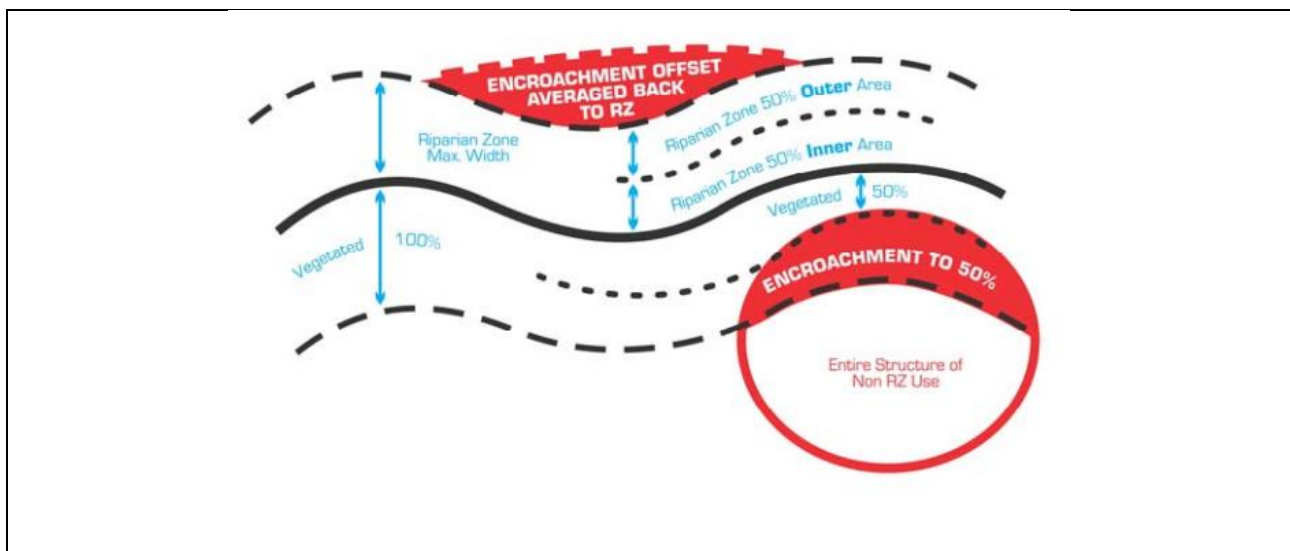 ENCROACHMENT OFFSET
AVERAGED BACK
TO RZ
Riparian Zone
Max. Width
Riparian Zone 50% Outer Area
Riparian Zone 50% Inner Area
Vegetated 50%
Vegetated 100%
ENCROACHMENT TO 50%
Entire Structure of
Non RZ Use